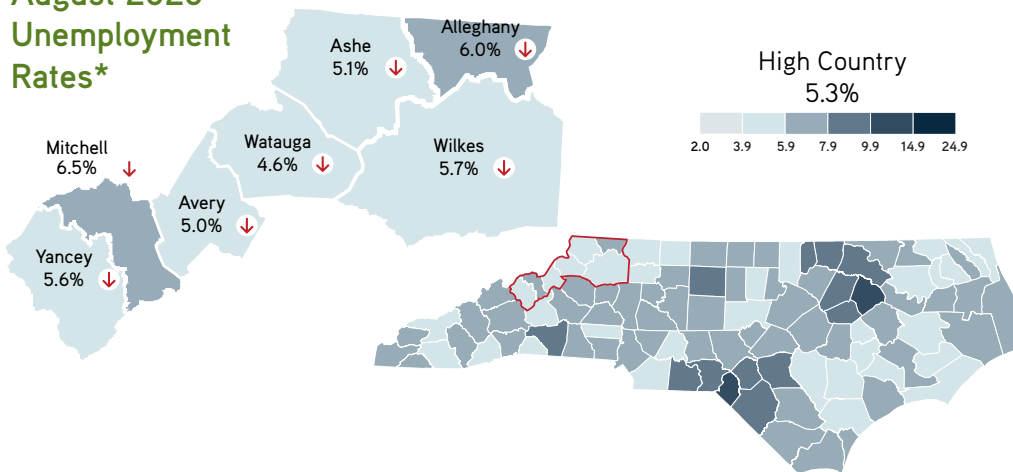 Unemployment
Rates*
Ashe
5.1%
Alleghany
6.0%
High Country
5.3%
2.0 3.9 5.9 7.9 9.9 14.9 24.9
Mitchell
6.5%
Watauga
4.6%
Wilkes
5.7%
Avery
5.0%
Yancey
5.6%